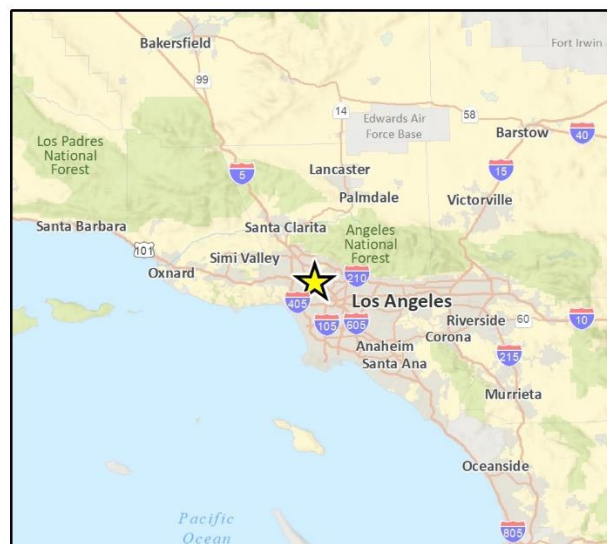 Fort Irwin
Bakersfield
99
14
58
Edwards Air
Force Base
Barstow
40
Los Padres
National
Forest
5
Lancaster
15
Palmdale
Victorville
Santa Barbara
101
Santa Clarita
Angeles
National
Forest
Simi Valley
Oxnard
210
405
Los Angeles
105
605
Riverside
60
10
Anaheim
Corona
Santa Ana
215
Murrieta
Oceanside
Pacific
Ocean
805